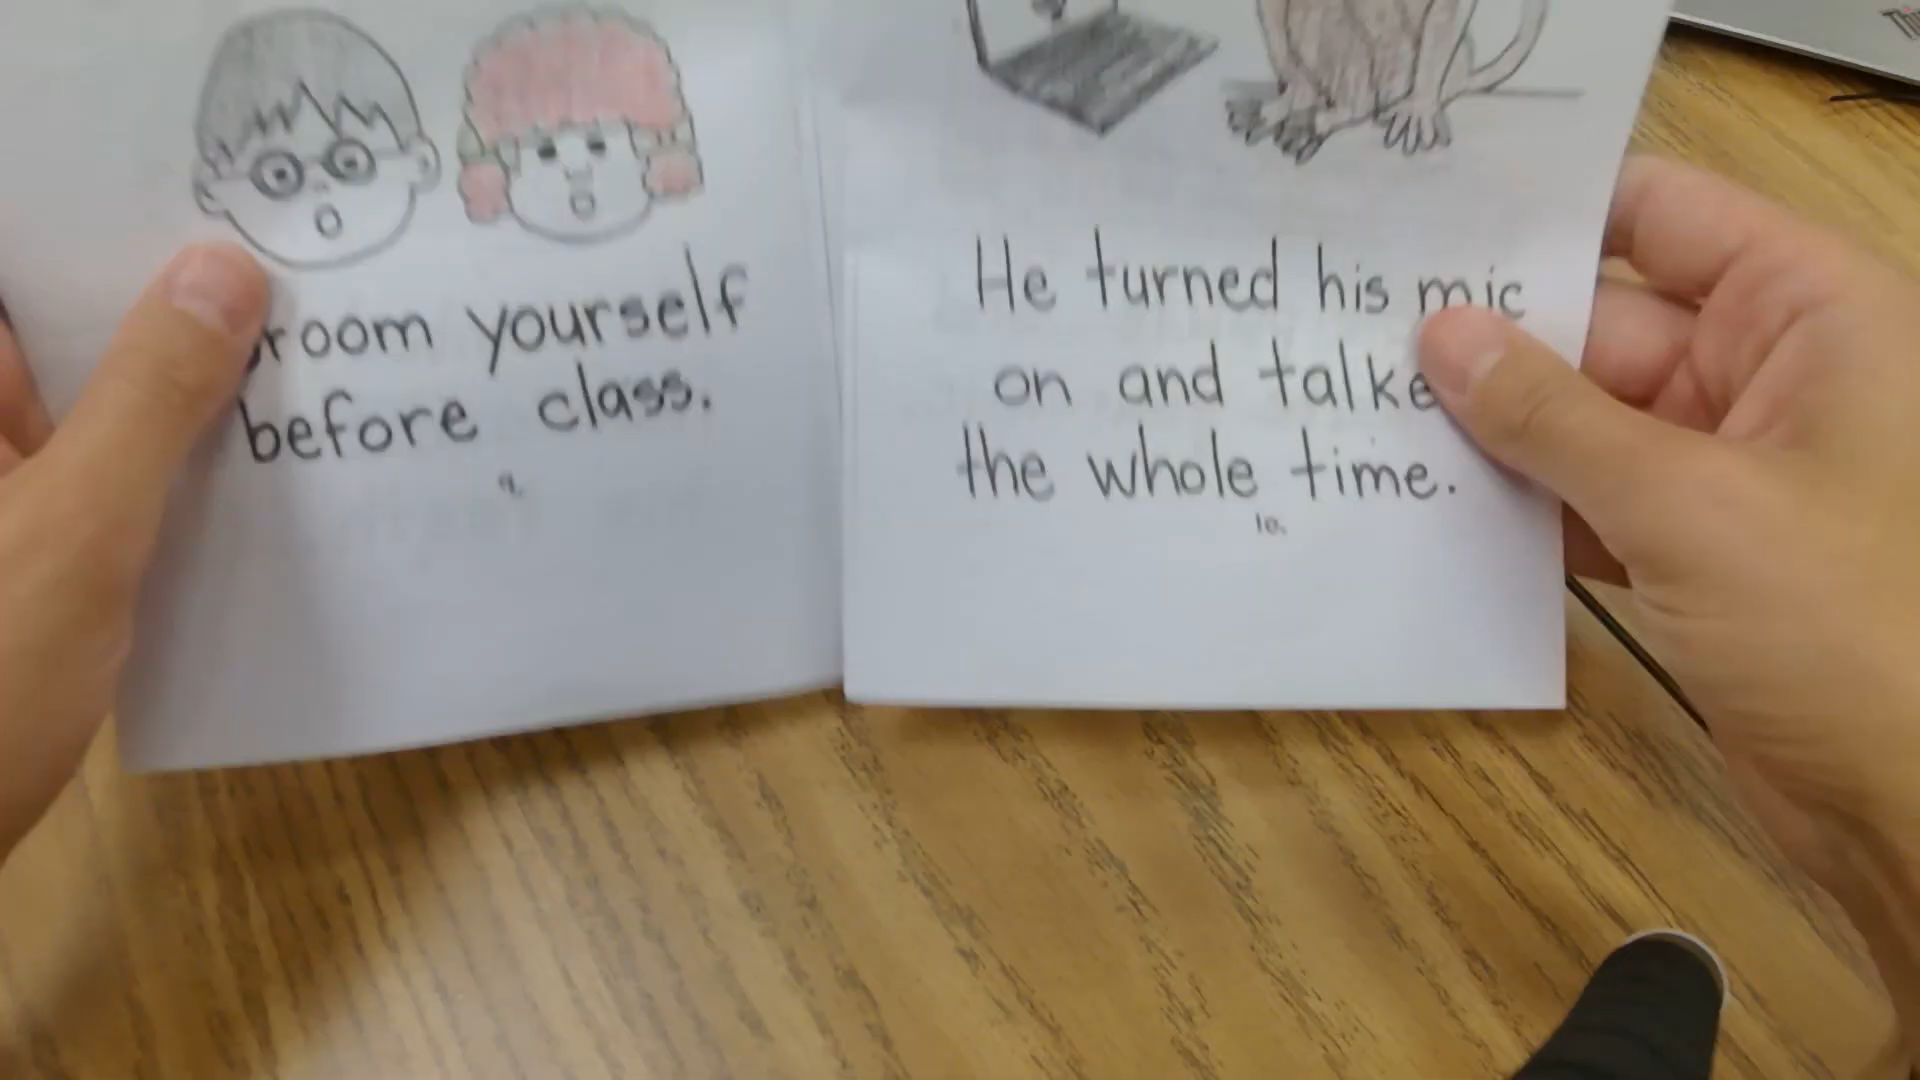 yourself
before class.
9.
He turned his mic
on and
the whole time.
10.